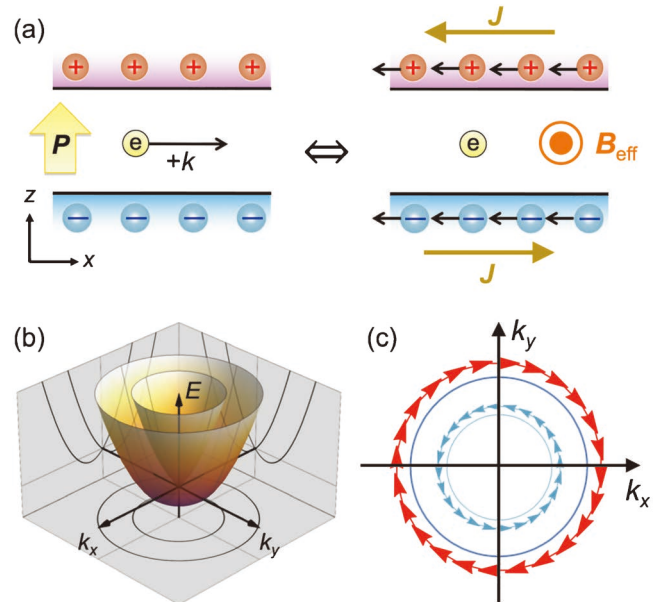 (a)
J
+ + + +
+ + + +
P
e
+k
⇔
e
B_eff
z
x
− − − −
− − − −
J
(b)
E
k_x
k_y
(c)
k_y
k_x